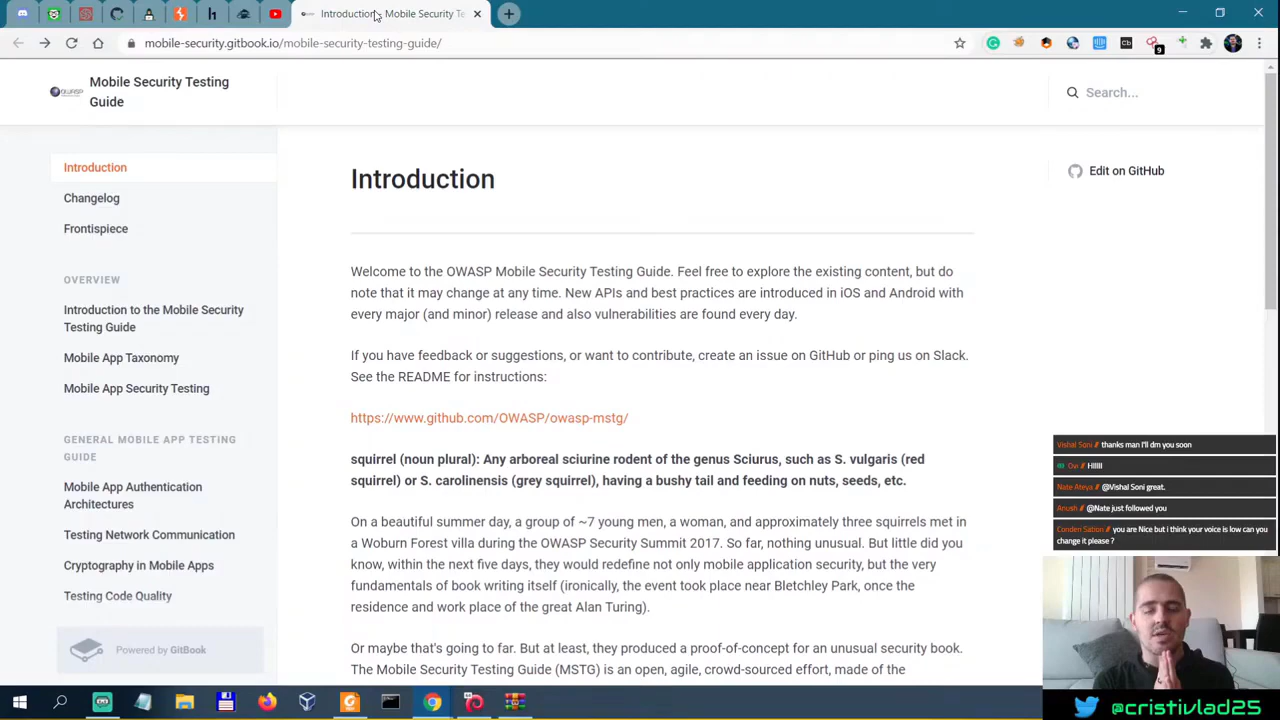 Introduction - Mobile Security Te
mobile-security.gitbook.io/mobile-security-testing-guide/
Cb
9
OWASP
Mobile Security Testing
Guide
Search...
Introduction
Changelog
Frontispiece
OVERVIEW
Introduction to the Mobile Security
Testing Guide
Mobile App Taxonomy
Mobile App Security Testing
GENERAL MOBILE APP TESTING
GUIDE
Mobile App Authentication
Architectures
Testing Network Communication
Cryptography in Mobile Apps
Testing Code Quality
Powered by GitBook
Introduction
Edit on GitHub
Welcome to the OWASP Mobile Security Testing Guide. Feel free to explore the existing content, but do
note that it may change at any time. New APIs and best practices are introduced in iOS and Android with
every major (and minor) release and also vulnerabilities are found every day.
If you have feedback or suggestions, or want to contribute, create an issue on GitHub or ping us on Slack.
See the README for instructions:
https://www.github.com/OWASP/owasp-mstg/
squirrel (noun plural): Any arboreal sciurine rodent of the genus Sciurus, such as S. vulgaris (red
squirrel) or S. carolinensis (grey squirrel), having a bushy tail and feeding on nuts, seeds, etc.
On a beautiful summer day, a group of ~7 young men, a woman, and approximately three squirrels met in
a Woburn Forest villa during the OWASP Security Summit 2017. So far, nothing unusual. But little did you
know, within the next five days, they would redefine not only mobile application security, but the very
fundamentals of book writing itself (ironically, the event took place near Bletchley Park, once the
residence and work place of the great Alan Turing).
Or maybe that's going to far. But at least, they produced a proof-of-concept for an unusual security book.
The Mobile Security Testing Guide (MSTG) is an open, agile, crowd-sourced effort, made of the
Vishal Soni // thanks man I'll dm you soon
Ovi // HIIIII
Nate Ateya // @Vishal Soni great.
Anush // @Nate just followed you
Conden Sation // you are Nice but i think your voice is low can you
change it please ?
@cristivlad25